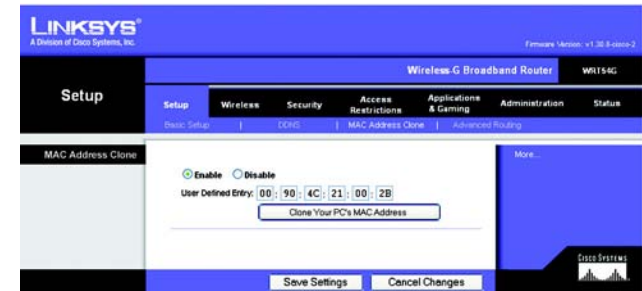 LINKSYS®
A Division of Cisco Systems, Inc.
Firmware Version: v1.30.8-cisco-2
Wireless-G Broadband Router WRT54G
Setup
Setup Wireless Security Access Restrictions Applications & Gaming Administration Status
Basic Setup | DDNS | MAC Address Clone | Advanced Routing
MAC Address Clone
More...
Enable Disable
User Defined Entry: 00 : 90 : 4C : 21 : 00 : 2B
Clone Your PC's MAC Address
CISCO SYSTEMS
Save Settings Cancel Changes